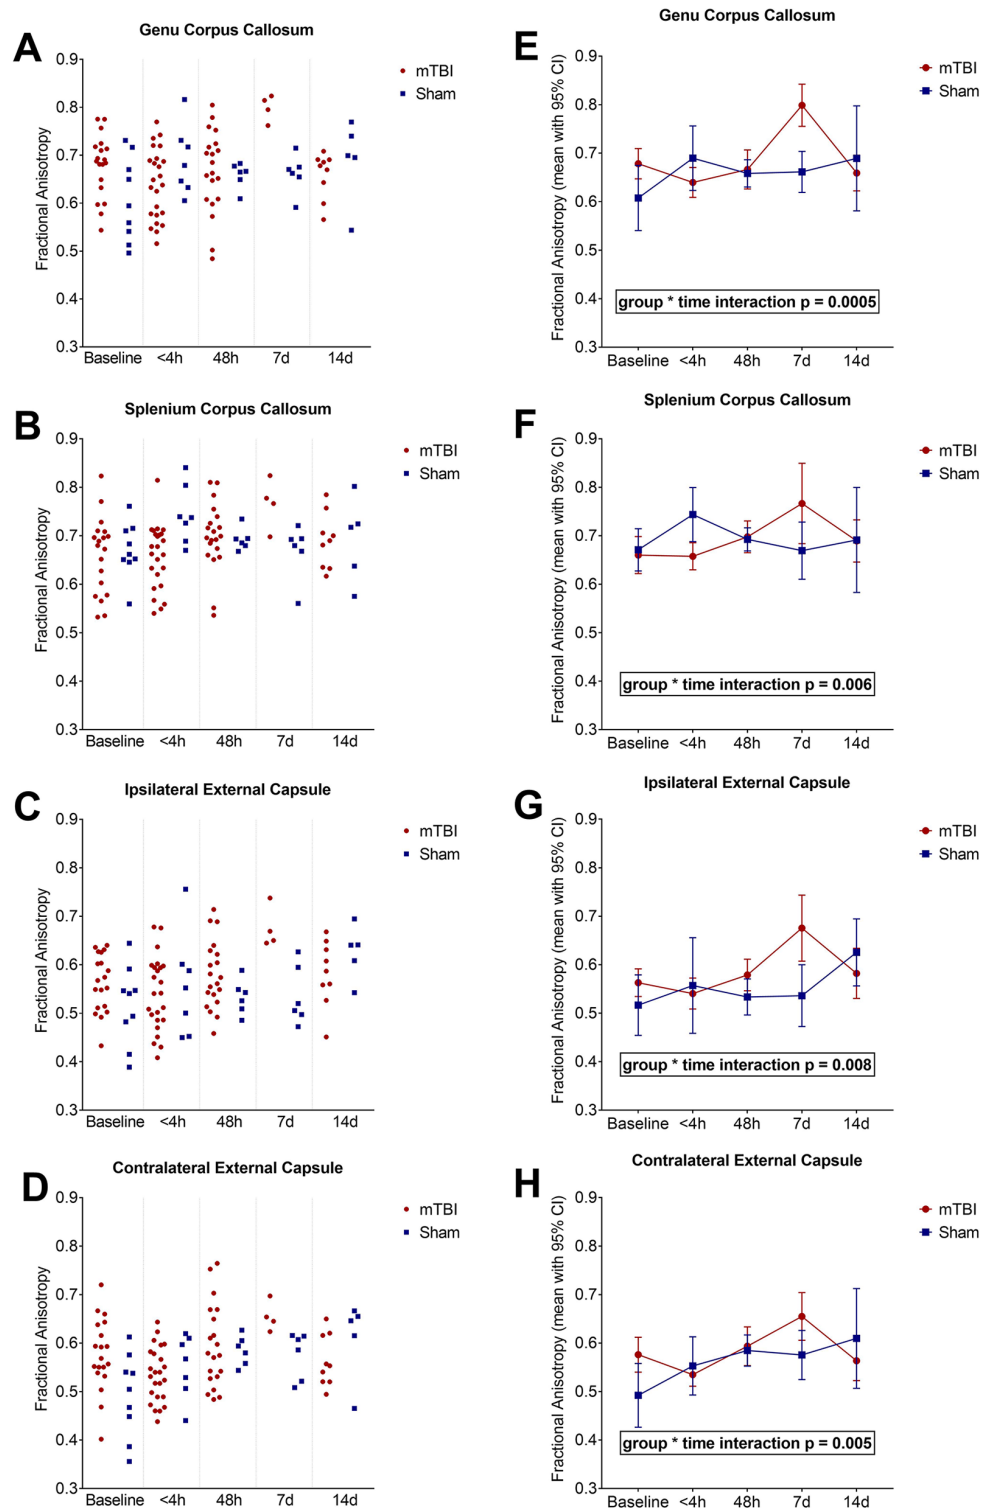 A
Genu Corpus Callosum
Fractional Anisotropy
0.9
0.8
0.7
0.6
0.5
0.4
0.3
Baseline <4h 48h 7d 14d
mTBI
Sham
E
Genu Corpus Callosum
Fractional Anisotropy (mean with 95% CI)
0.9
0.8
0.7
0.6
0.5
0.4
0.3
group * time interaction p = 0.0005
Baseline <4h 48h 7d 14d
mTBI
Sham
B
Splenium Corpus Callosum
Fractional Anisotropy
0.9
0.8
0.7
0.6
0.5
0.4
0.3
Baseline <4h 48h 7d 14d
mTBI
Sham
F
Splenium Corpus Callosum
Fractional Anisotropy (mean with 95% CI)
0.9
0.8
0.7
0.6
0.5
0.4
0.3
group * time interaction p = 0.006
Baseline <4h 48h 7d 14d
mTBI
Sham
C
Ipsilateral External Capsule
Fractional Anisotropy
0.9
0.8
0.7
0.6
0.5
0.4
0.3
Baseline <4h 48h 7d 14d
mTBI
Sham
G
Ipsilateral External Capsule
Fractional Anisotropy (mean with 95% CI)
0.9
0.8
0.7
0.6
0.5
0.4
0.3
group * time interaction p = 0.008
Baseline <4h 48h 7d 14d
mTBI
Sham
D
Contralateral External Capsule
Fractional Anisotropy
0.9
0.8
0.7
0.6
0.5
0.4
0.3
Baseline <4h 48h 7d 14d
mTBI
Sham
H
Contralateral External Capsule
Fractional Anisotropy (mean with 95% CI)
0.9
0.8
0.7
0.6
0.5
0.4
0.3
group * time interaction p = 0.005
Baseline <4h 48h 7d 14d
mTBI
Sham